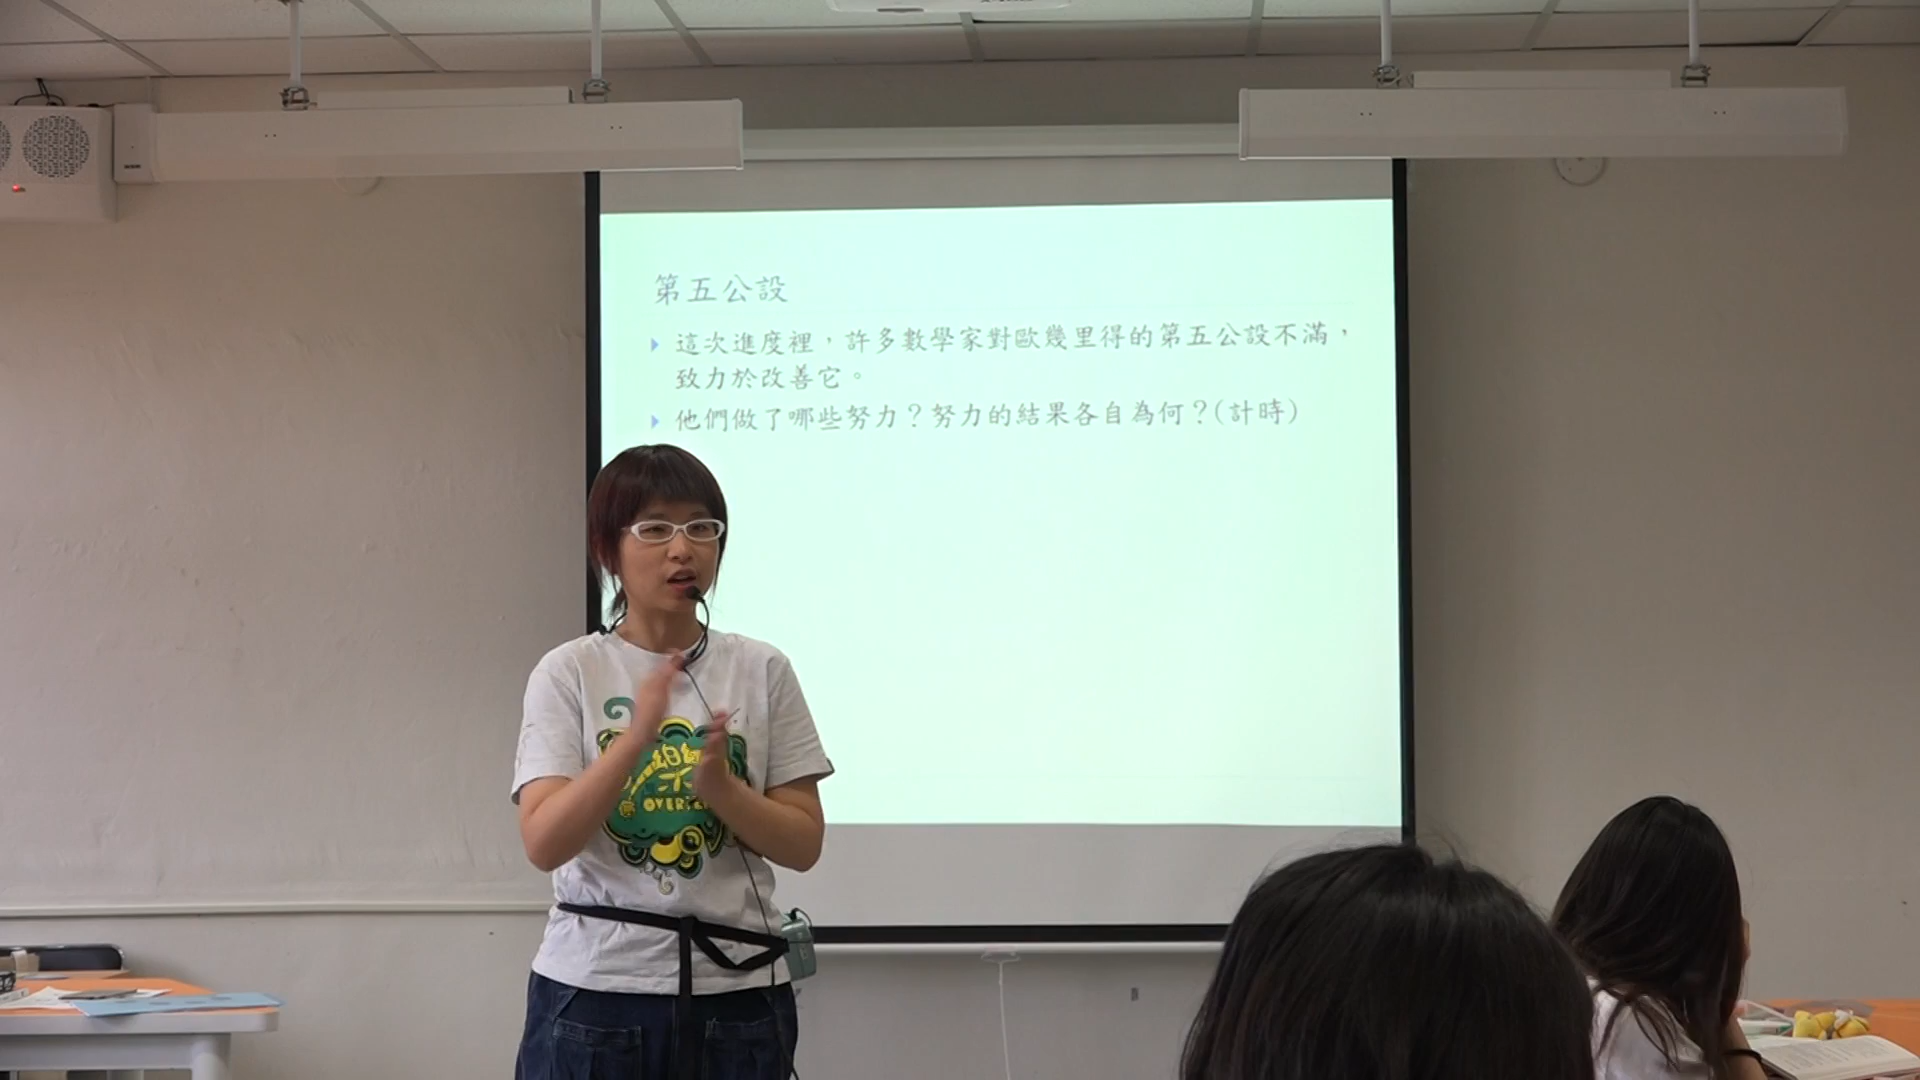 第五公設
這次進度裡，許多數學家對歐幾里得的第五公設不滿，
致力於改善它。
他們做了哪些努力？努力的結果各自為何？(計時)